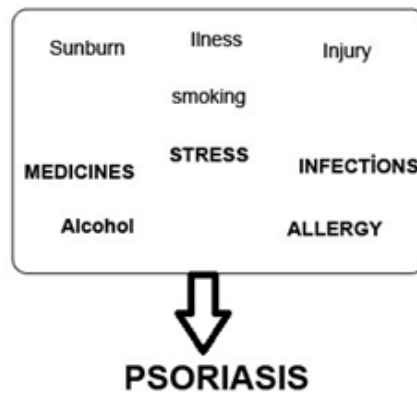 Sunburn
Ilness
Injury
smoking
STRESS
MEDICINES
INFECTİONS
Alcohol
ALLERGY
PSORIASIS